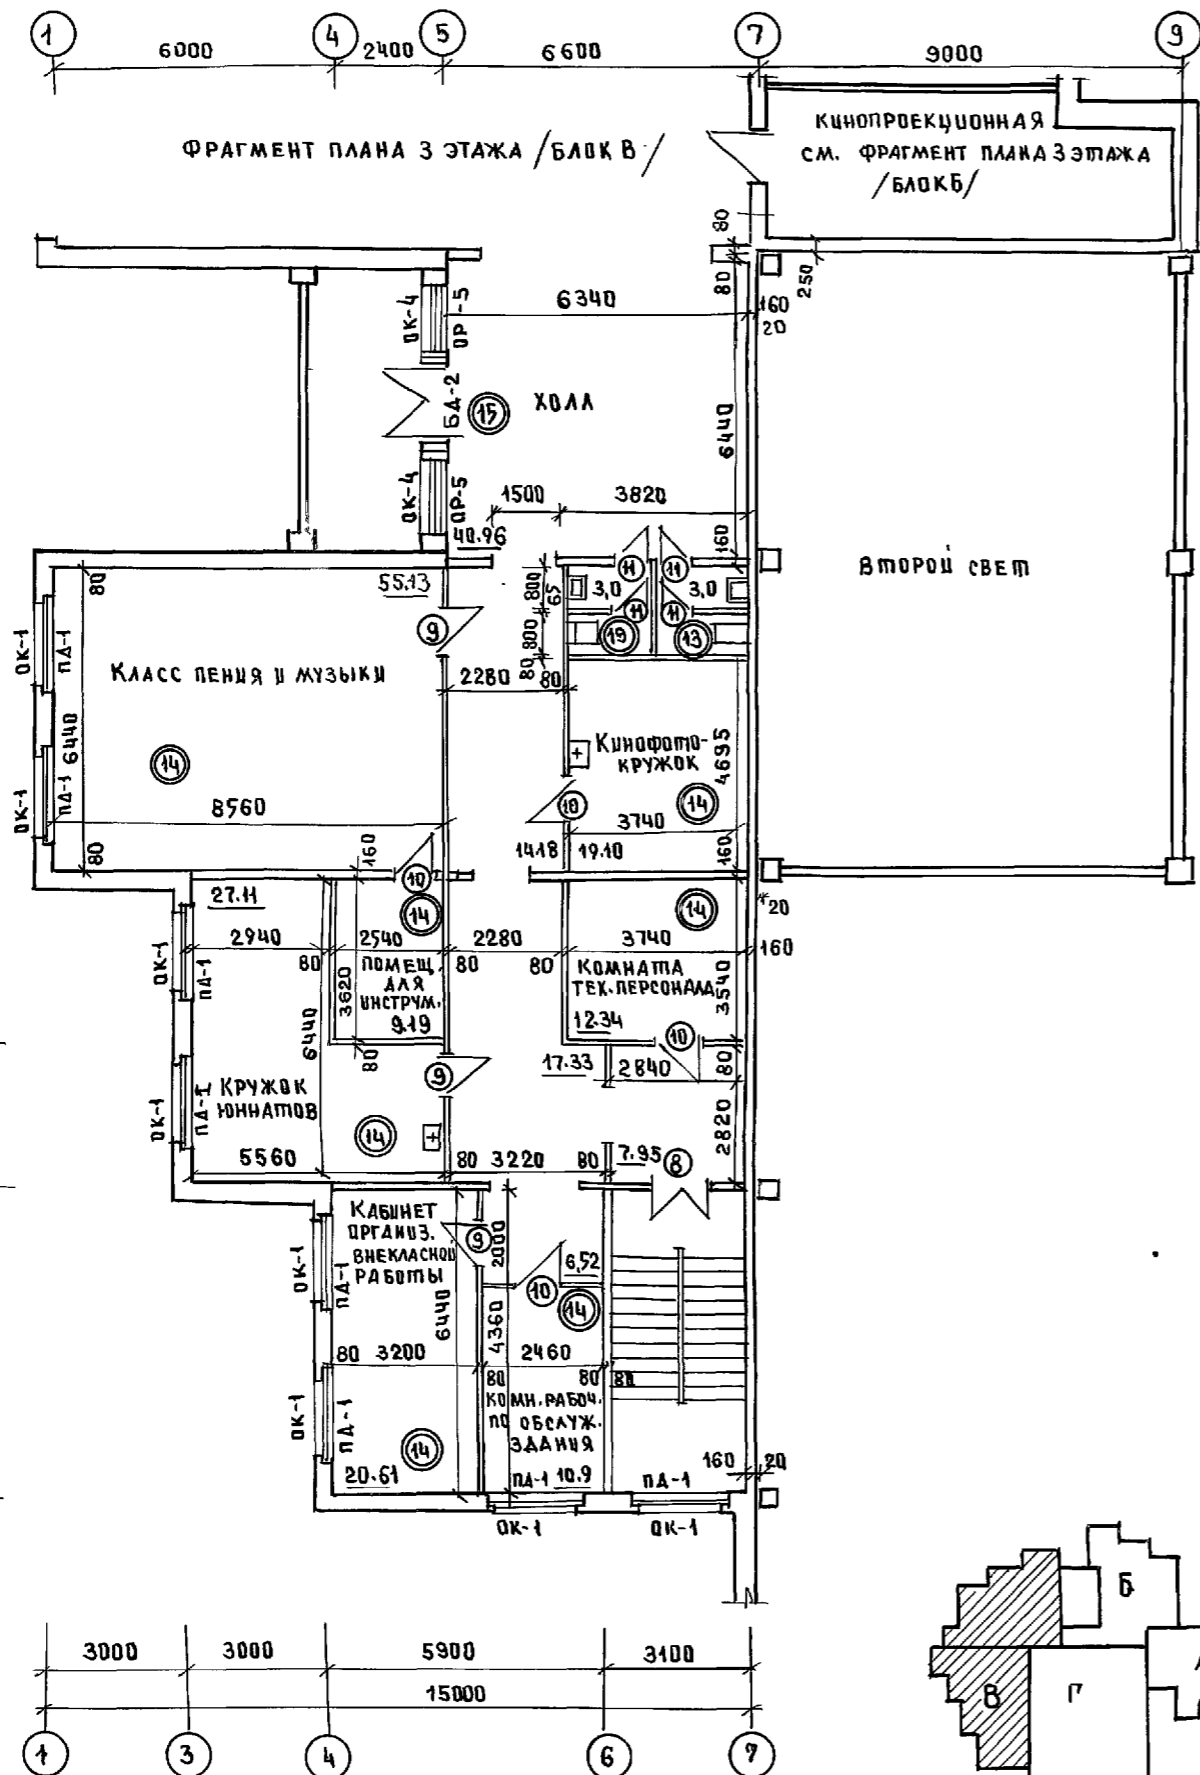 1 4 5 7 9
6000 2400 6600 9000
ФРАГМЕНТ ПЛАНА 3 ЭТАЖА /БЛОК В/
КИНОПРОЕКЦИОННАЯ
СМ. ФРАГМЕНТ ПЛАНА 3 ЭТАЖА
/БЛОК Б/
80
80
250
6340
160
20
ОК-4
ОР-5
БД-2
15
ХОЛЛ
6440
ОК-4
ОР-5
1500 3820
40.96
160
ВТОРОЙ СВЕТ
80
55.13
800
65
3,0
11
11
3,0
11
11
9
800
19
13
ОК-1
ПД-1
КЛАСС ПЕНИЯ И МУЗЫКИ
2280
80
80
6440
14
КИНОФОТО-
КРУЖОК
4695
14
ОК-1
ПД-1
8560
10
3740
80
160
14.18
19.10
160
27.11
10
14
14
20
2940 2540 2280 3740
160
80
80
80
ОК-1
ПД-1
ПОМЕЩ.
ДЛЯ
ИНСТРУМ.
9.19
3620
КОМНАТА
ТЕХ. ПЕРСОНАЛА
3540
12.34
10
6440
80
17.33
2840
80
9
КРУЖОК
ЮННАТОВ
ОК-1
ПД-1
14
2820
5560
80 3220 80
7.95
8
КАБИНЕТ
ОРГАНИЗ.
ВНЕКЛАСНОЙ
РАБОТЫ
9
2000
6,52
ОК-1
ПД-1
10
14
6440
4360
80 3200
2460
80
80
80
КОМН. РАБОЧ.
ПО ОБСЛУЖ.
ЗДАНИЯ
ОК-1
ПД-1
14
20.61
ПД-1 10.9
ПД-1
160
20
ОК-1
ОК-1
Б
В
Г
3000 3000 5900 3100
15000
1 3 4 6 7